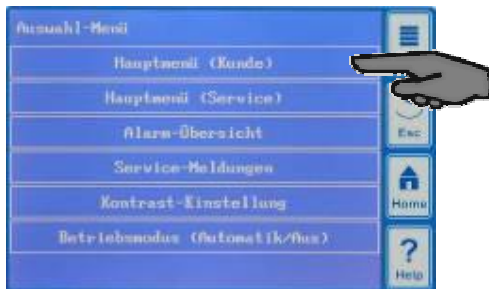 Auswahl-Menü
Hauptmenü (Kunde)
Hauptmenü (Service)
Alarm-Übersicht
Esc
Service-Meldungen
Kontrast-Einstellung
Home
Betriebsmodus (Automatik/Aus)
?
Help